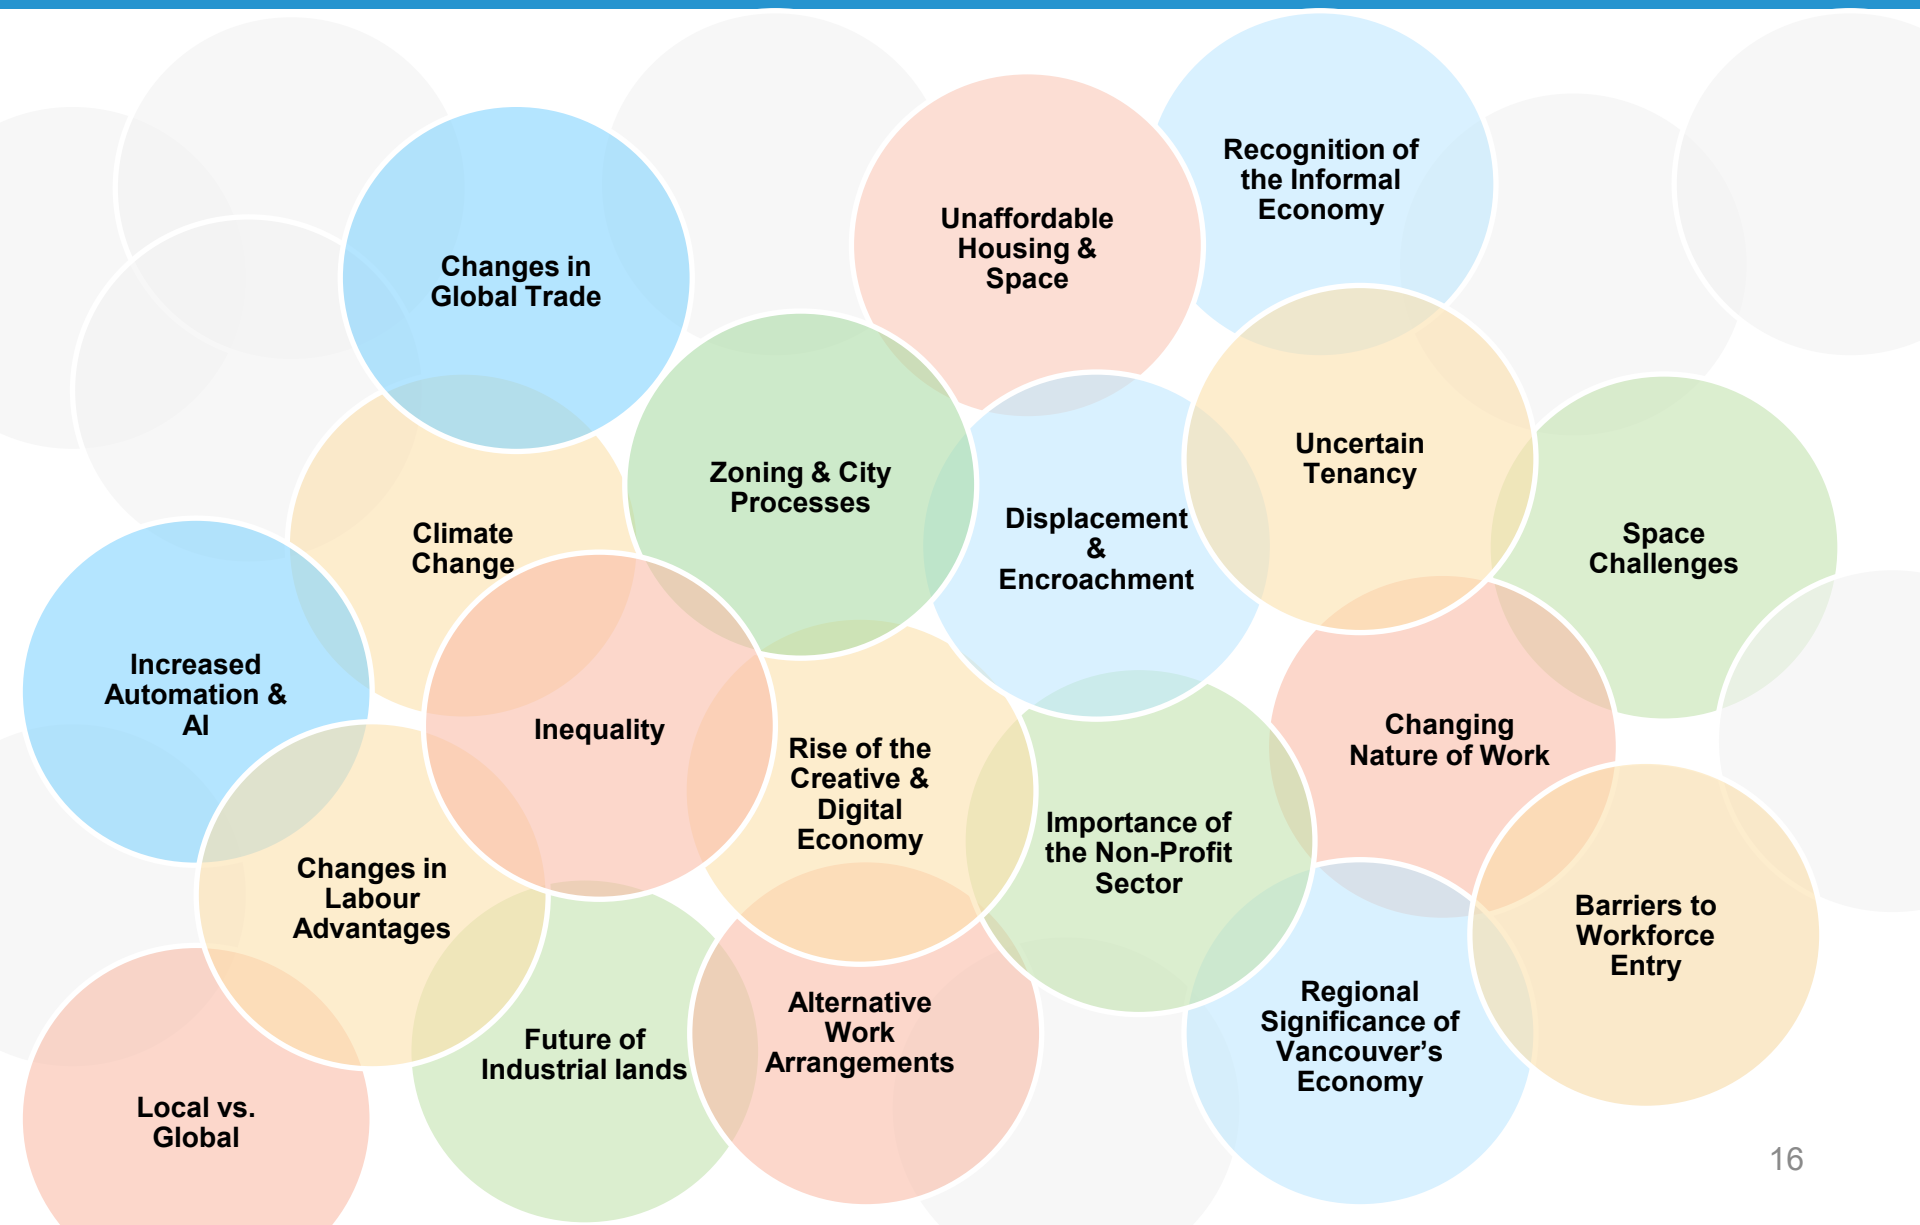 Recognition of
the Informal
Economy
Unaffordable
Housing &
Space
Changes in
Global Trade
Uncertain
Tenancy
Zoning & City
Processes
Displacement
&
Encroachment
Climate
Change
Space
Challenges
Increased
Automation &
AI
Inequality
Changing
Nature of Work
Rise of the
Creative &
Digital
Economy
Importance of
the Non-Profit
Sector
Changes in
Labour
Advantages
Barriers to
Workforce
Entry
Alternative
Work
Arrangements
Regional
Significance of
Vancouver’s
Economy
Future of
Industrial lands
Local vs.
Global
16